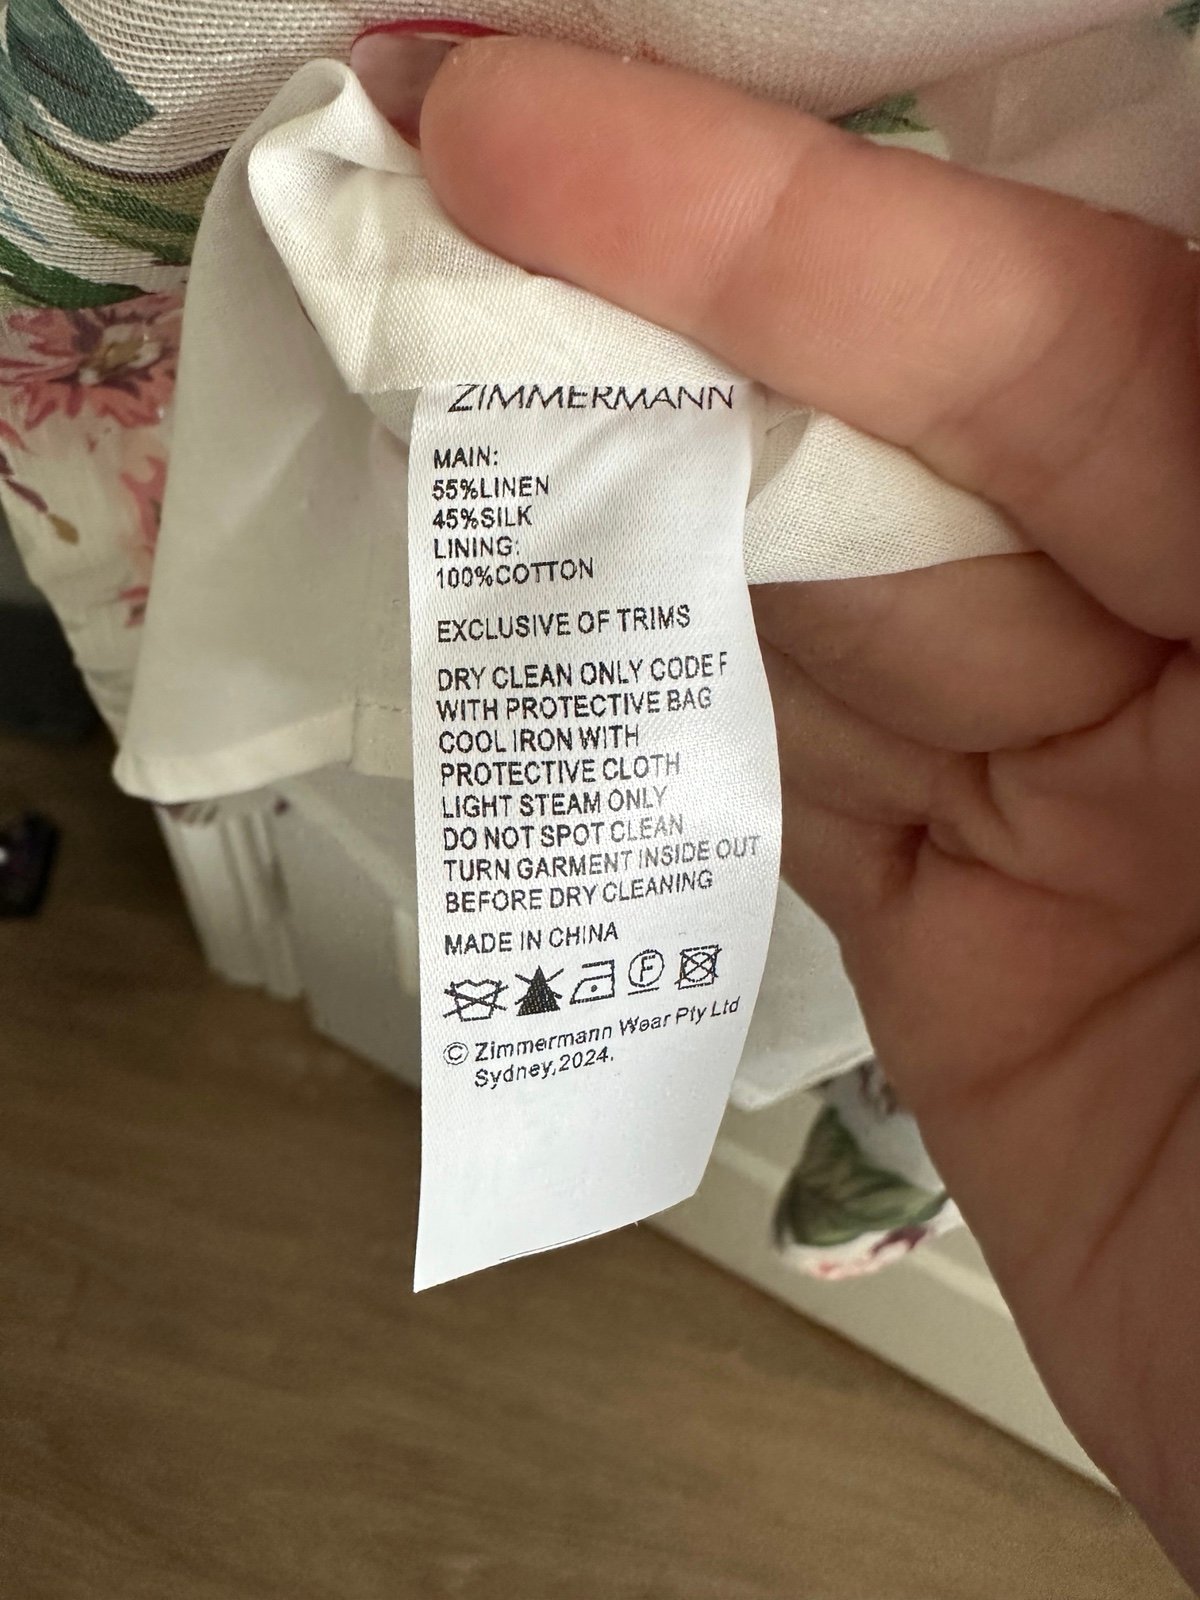 ZIMMERMANN
MAIN:
55%LINEN
45%SILK
LINING:
100%COTTON
EXCLUSIVE OF TRIMS
DRY CLEAN ONLY CODE F
WITH PROTECTIVE BAG
COOL IRON WITH
PROTECTIVE CLOTH
LIGHT STEAM ONLY
DO NOT SPOT CLEAN
TURN GARMENT INSIDE OUT
BEFORE DRY CLEANING
MADE IN CHINA
F
© Zimmermann Wear Pty Ltd
Sydney,2024.